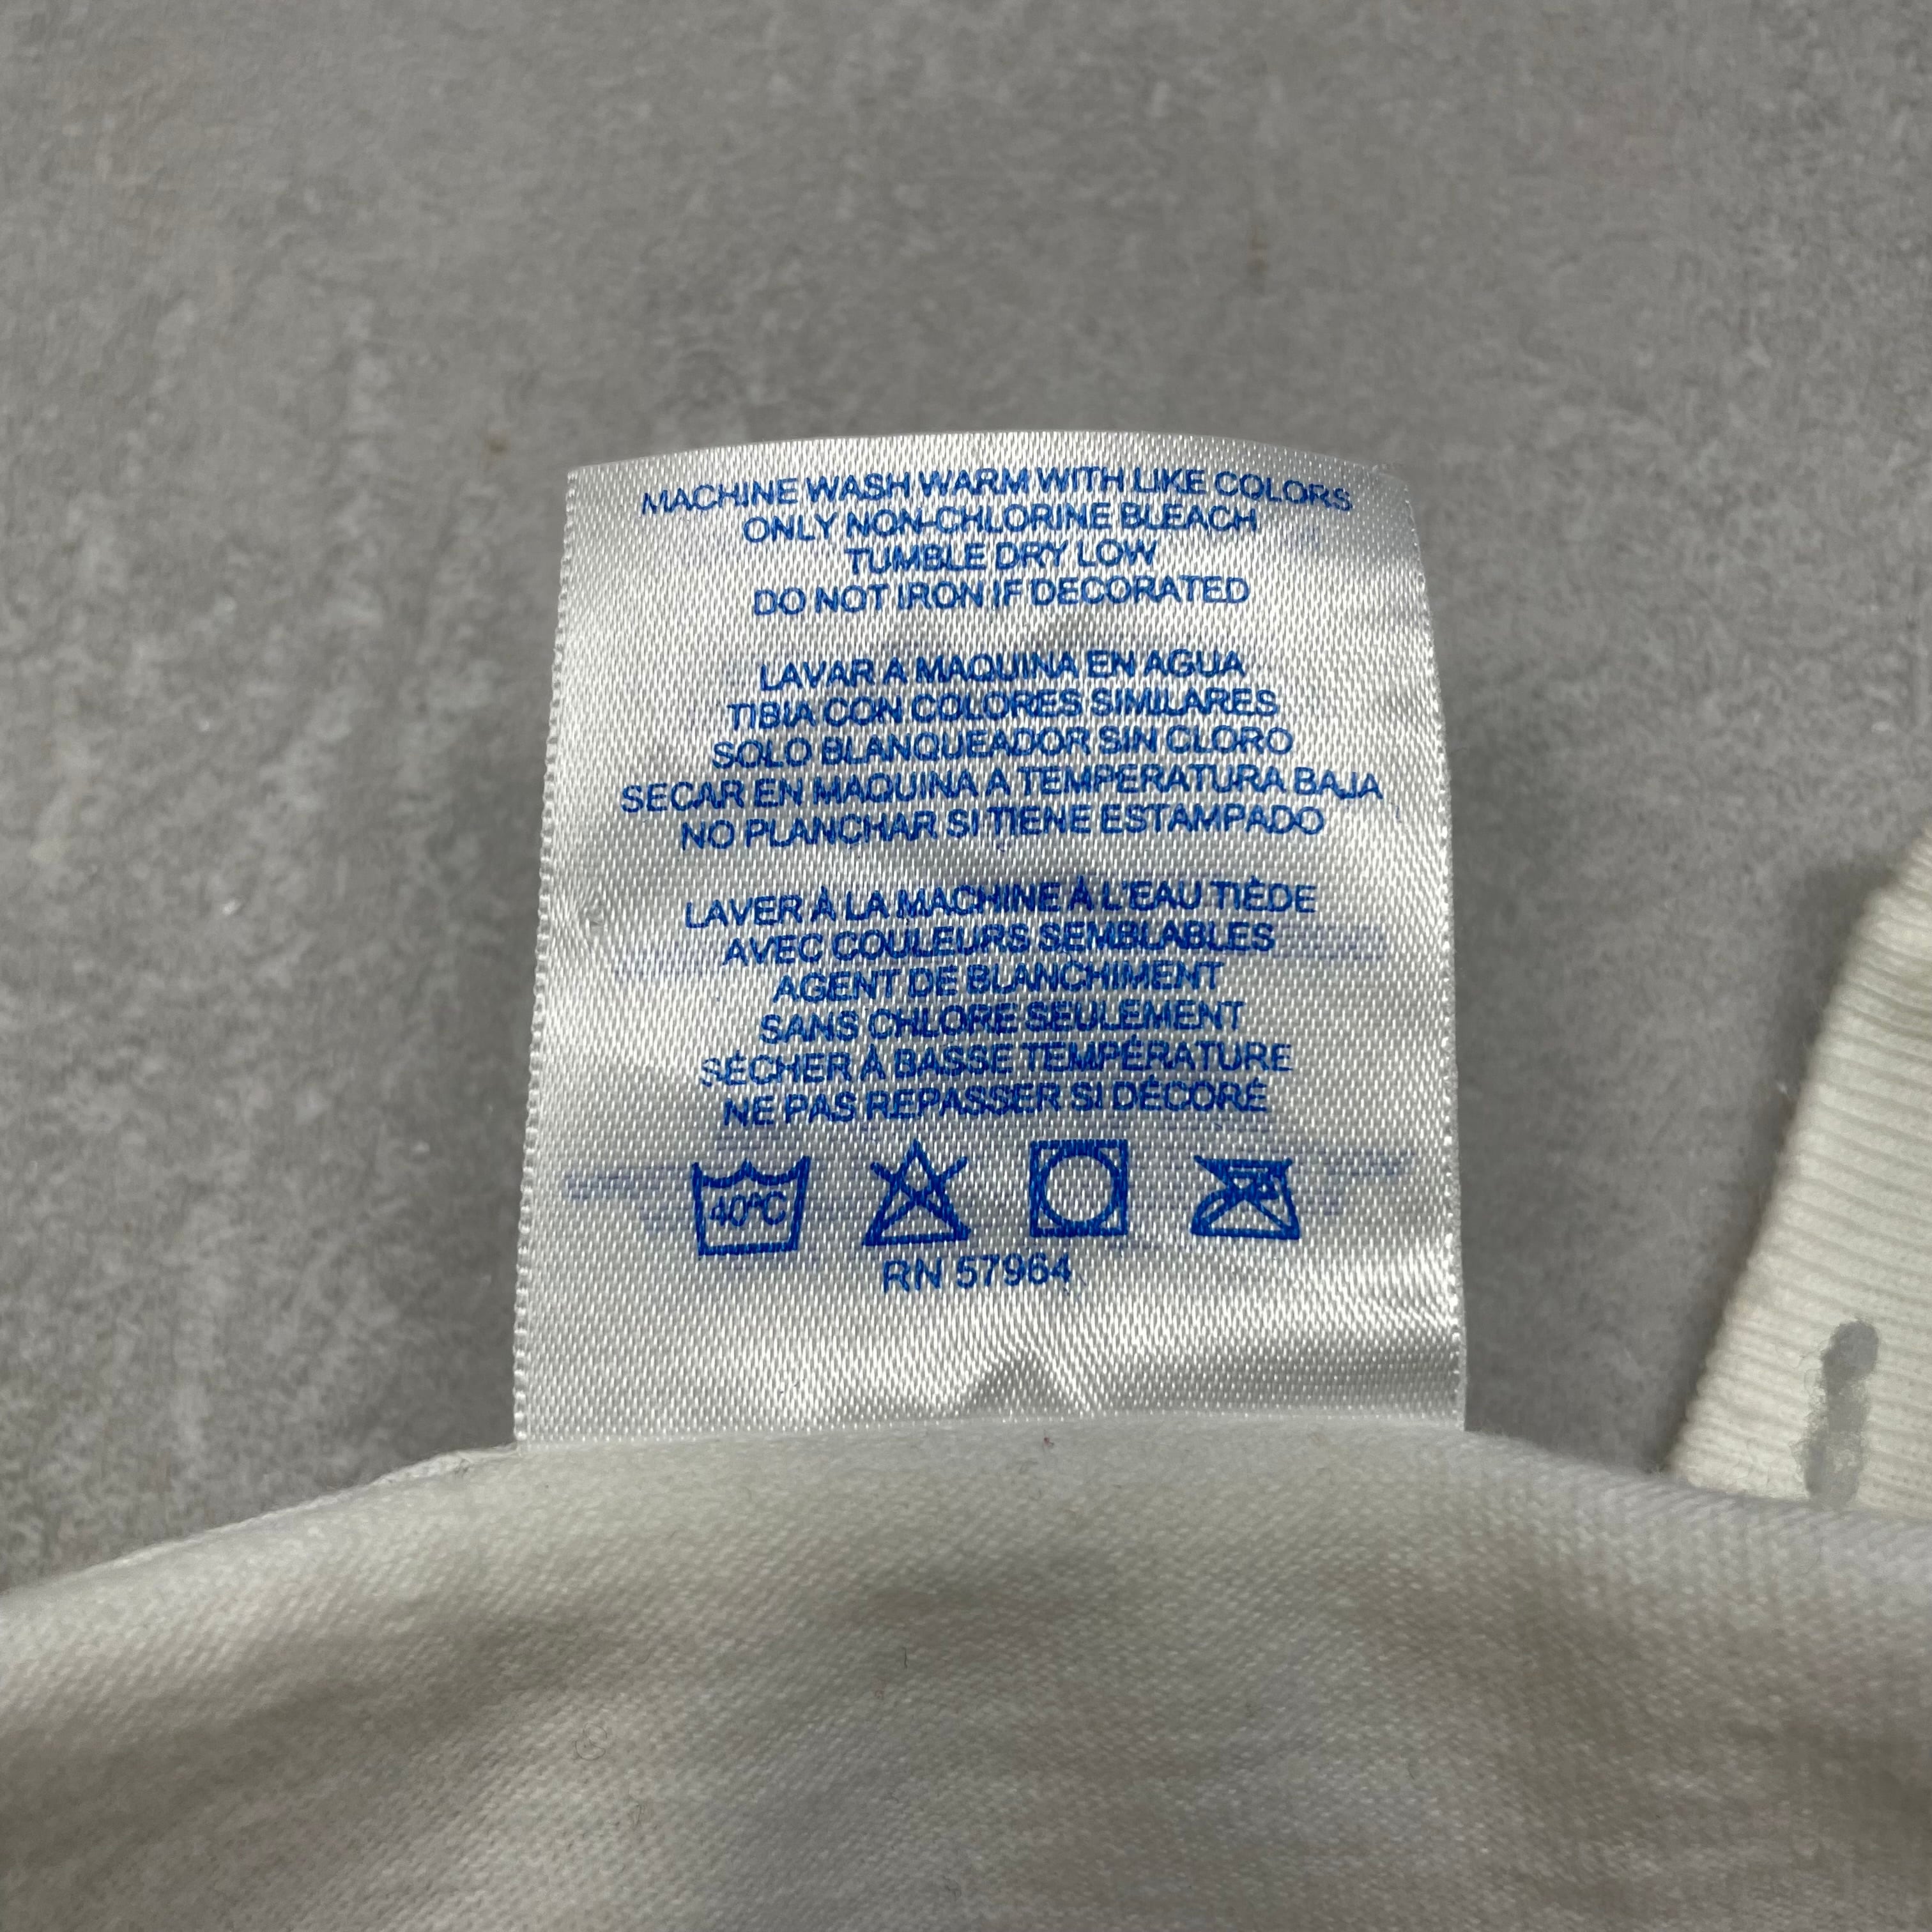 MACHINE WASH WARM WITH LIKE COLORS
ONLY NON-CHLORINE BLEACH
TUMBLE DRY LOW
DO NOT IRON IF DECORATED
LAVAR A MAQUINA EN AGUA
TIBIA CON COLORES SIMILARES
SOLO BLANQUEADOR SIN CLORO
SECAR EN MAQUINA A TEMPERATURA BAJA
NO PLANCHAR SI TIENE ESTAMPADO
LAVER À LA MACHINE À L'EAU TIÈDE
AVEC COULEURS SEMBLABLES
AGENT DE BLANCHIMENT
SANS CHLORE SEULEMENT
SÉCHER À BASSE TEMPÉRATURE
NE PAS REPASSER SI DÉCORÉ
40°C
RN 57964